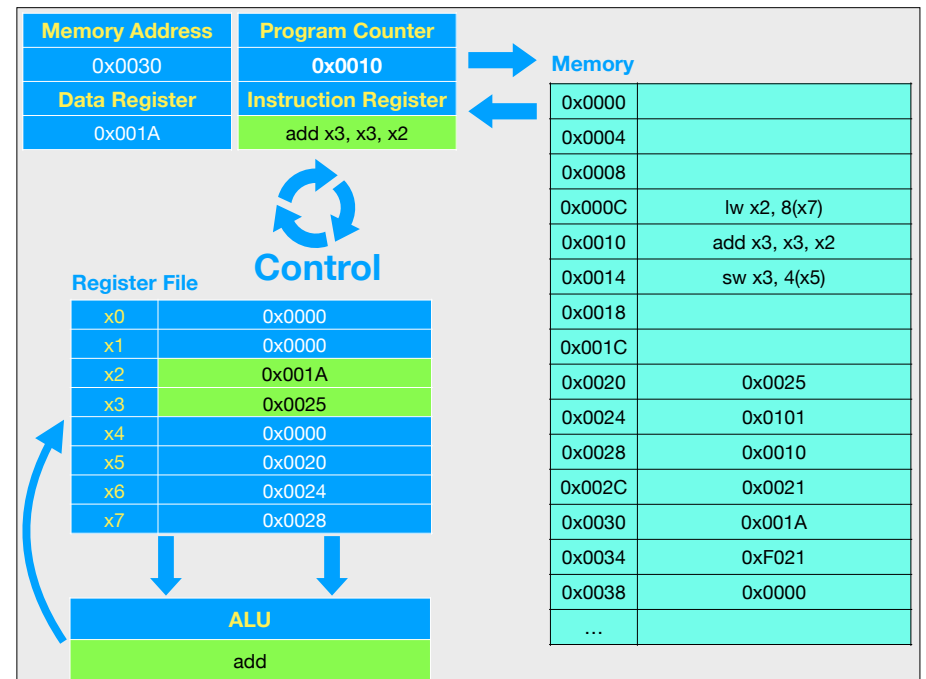 Memory Address Program Counter
0x0030 0x0010
Data Register Instruction Register
0x001A add x3, x3, x2
Control
Register File
x0 0x0000
x1 0x0000
x2 0x001A
x3 0x0025
x4 0x0000
x5 0x0020
x6 0x0024
x7 0x0028
ALU
add
Memory
0x0000
0x0004
0x0008
0x000C lw x2, 8(x7)
0x0010 add x3, x3, x2
0x0014 sw x3, 4(x5)
0x0018
0x001C
0x0020 0x0025
0x0024 0x0101
0x0028 0x0010
0x002C 0x0021
0x0030 0x001A
0x0034 0xF021
0x0038 0x0000
…